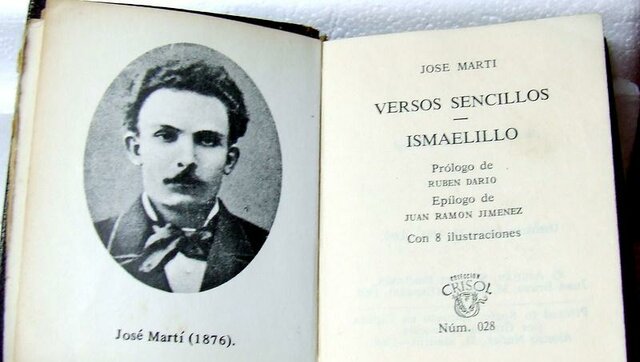 José Martí (1876).
JOSE MARTI
VERSOS SENCILLOS
ISMAELILLO
Prólogo de
RUBEN DARIO
Epílogo de
JUAN RAMON JIMENEZ
Con 8 ilustraciones
COLECCION
CRISOL
Núm. 028